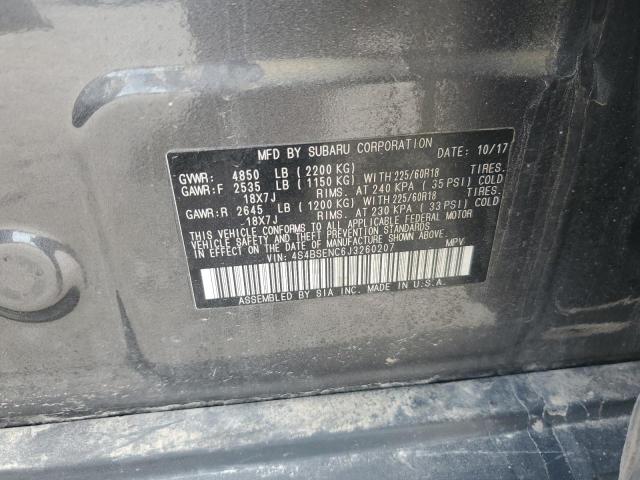 MFD BY SUBARU CORPORATION DATE: 10/17
GVWR: 4850 LB (2200 KG)
GAWR:F 2535 LB (1150 KG) WITH 225/60R18 TIRES.
18X7J RIMS. AT 240 KPA (35 PSI) COLD
GAWR:R 2645 LB (1200 KG) WITH 225/60R18 TIRES.
18X7J RIMS. AT 230 KPA (33 PSI) COLD
THIS VEHICLE CONFORMS TO ALL APPLICABLE FEDERAL MOTOR
VEHICLE SAFETY AND BUMPER STANDARDS
IN EFFECT ON THE DATE OF MANUFACTURE SHOWN ABOVE.
VIN: 4S4BSENC6J3260207 MPV
ASSEMBLED BY SIA INC. MADE IN U.S.A.